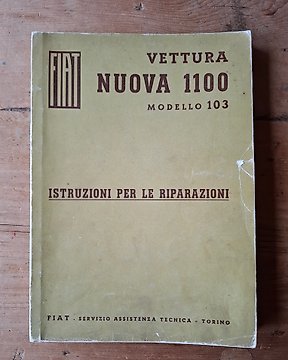 FIAT
VETTURA
NUOVA 1100
MODELLO 103
ISTRUZIONI PER LE RIPARAZIONI
FIAT - SERVIZIO ASSISTENZA TECNICA - TORINO